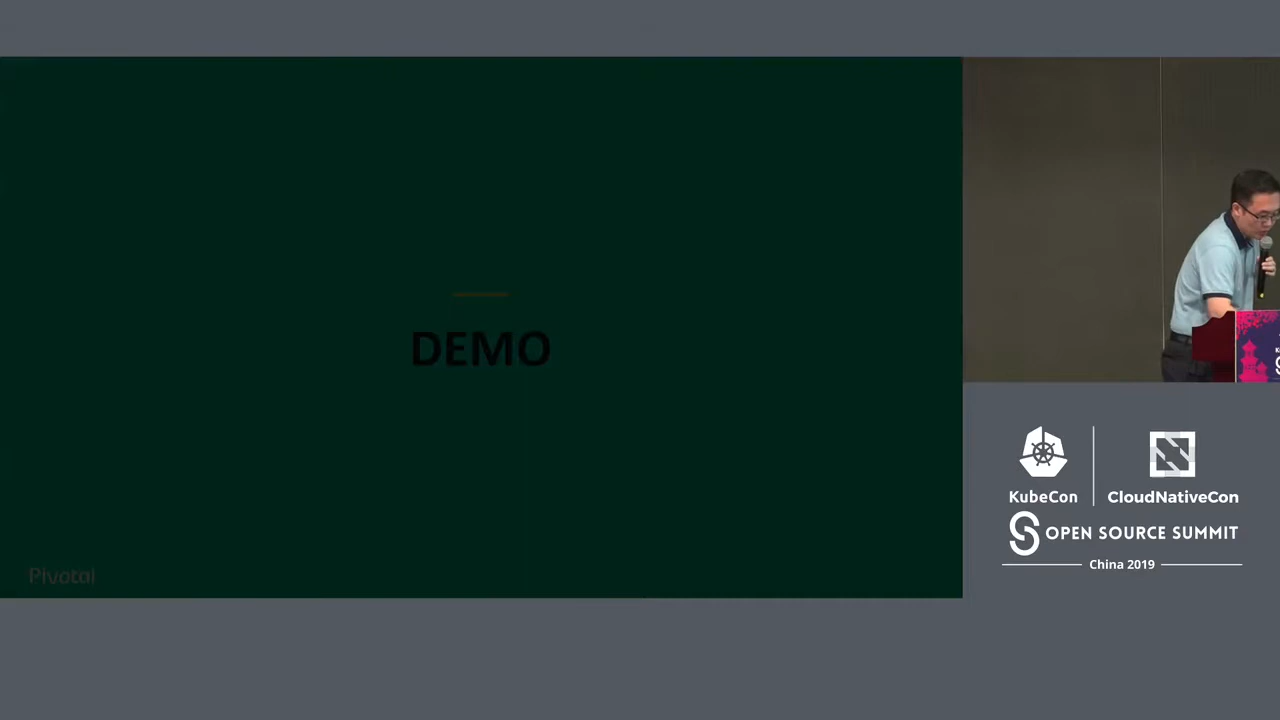 DEMO
Pivotal
KubeCon
CloudNativeCon
OPEN SOURCE SUMMIT
China 2019